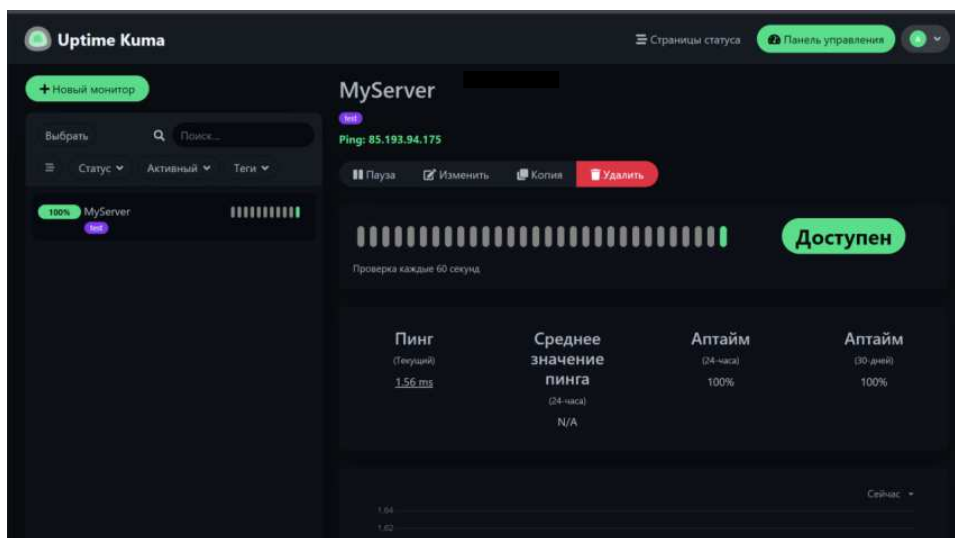 Uptime Kuma
Страницы статуса
Панель управления
Новый монитор
Выбрать
Поиск...
Статус
Активный
Теги
100%
MyServer
test
MyServer
test
Ping: 85.193.94.175
Пауза
Изменить
Копия
Удалить
Доступен
Проверка каждые 60 секунд
Пинг
(Текущий)
1.56 ms
Среднее
значение
пинга
(24-часа)
N/A
Аптайм
(24-часа)
100%
Аптайм
(30-дней)
100%
Сейчас
1.64
1.62